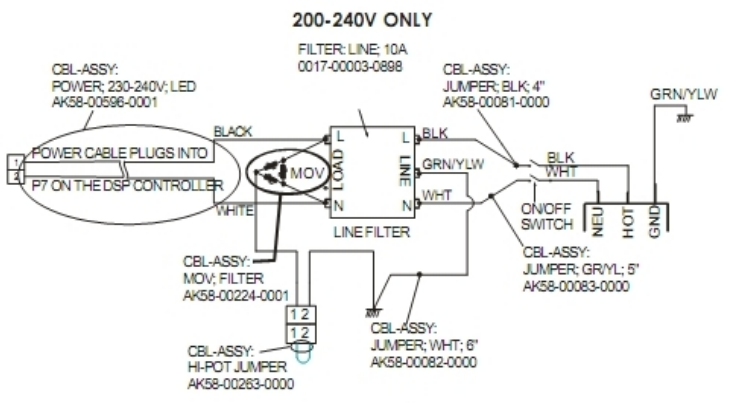 200-240V ONLY
FILTER: LINE; 10A
0017-00003-0898
CBL-ASSY:
POWER; 230-240V; LED
AK58-00596-0001
CBL-ASSY:
JUMPER; BLK; 4"
AK58-00081-0000
GRN/YLW
BLACK
L
L
BLK
POWER CABLE PLUGS INTO
1
2
P7 ON THE DSP CONTROLLER
MOV
LOAD
LINE
GRN/YLW
BLK
WHT
WHITE
N
N
WHT
LINE FILTER
ON/OFF
SWITCH
NEU
HOT
GND
CBL-ASSY:
MOV; FILTER
AK58-00224-0001
CBL-ASSY:
JUMPER; GR/YL; 5"
AK58-00083-0000
1 2
1 2
CBL-ASSY:
JUMPER; WHT; 6"
AK58-00082-0000
CBL-ASSY:
HI-POT JUMPER
AK58-00263-0000